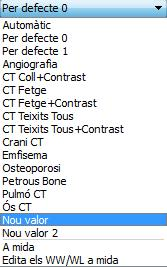 Per defecte 0
Automàtic
Per defecte 0
Per defecte 1
Angiografia
CT Coll+Contrast
CT Fetge
CT Fetge+Contrast
CT Teixits Tous
CT Teixits Tous+Contrast
Crani CT
Emfisema
Osteoporosi
Petrous Bone
Pulmó CT
Ós CT
Nou valor
Nou valor 2
A mida
Edita els WW/WL a mida